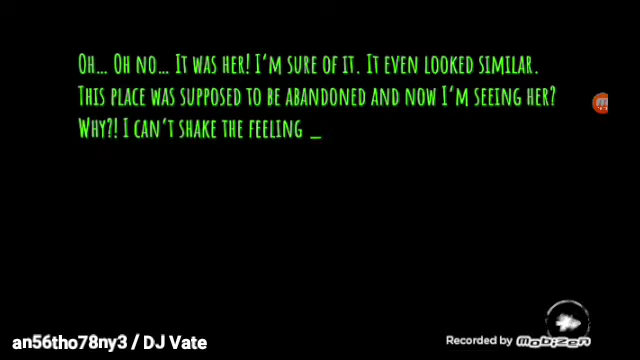 Oh... Oh no... It was her! I'm sure of it. It even looked similar.
This place was supposed to be abandoned and now I'm seeing her?
Why?! I can't shake the feeling _
an56tho78ny3 / DJ Vate
Recorded by Mobizen